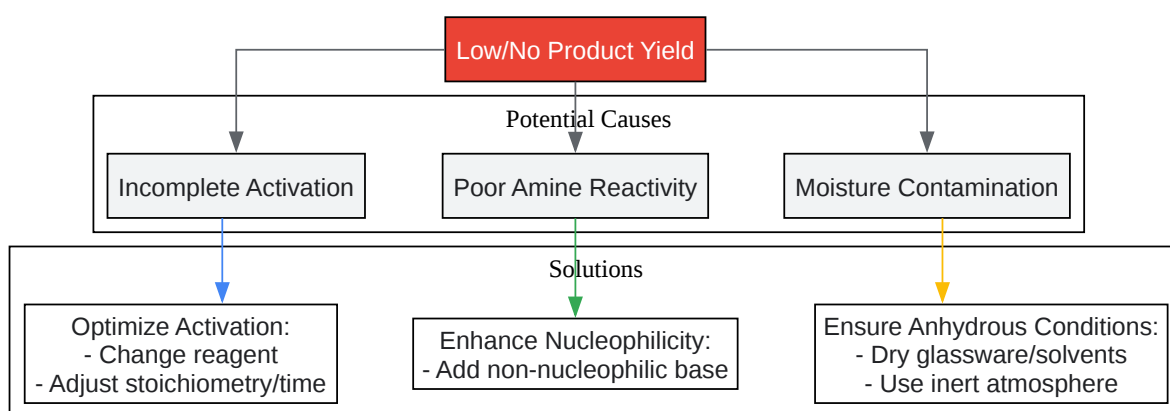 Low/No Product Yield
Potential Causes
Incomplete Activation
Poor Amine Reactivity
Moisture Contamination
Solutions
Optimize Activation:
- Change reagent
- Adjust stoichiometry/time
Enhance Nucleophilicity:
- Add non-nucleophilic base
Ensure Anhydrous Conditions:
- Dry glassware/solvents
- Use inert atmosphere